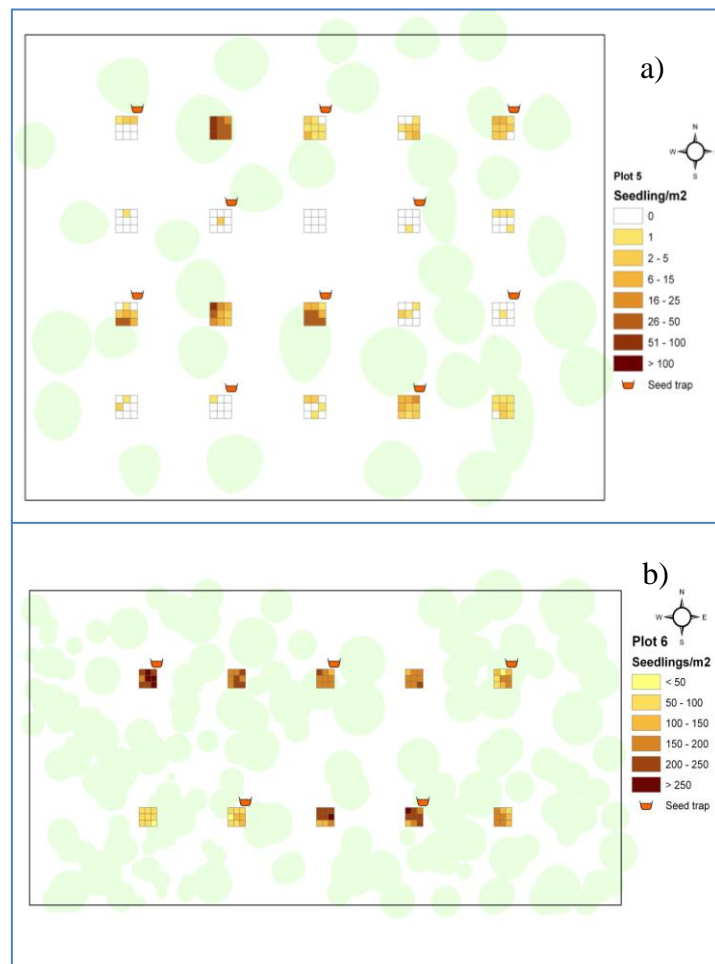 a)
N
W
S
Plot 5
Seedling/m2
0
1
2 - 5
6 - 15
16 - 25
26 - 50
51 - 100
> 100
Seed trap
b)
N
W E
S
Plot 6
Seedlings/m2
< 50
50 - 100
100 - 150
150 - 200
200 - 250
> 250
Seed trap